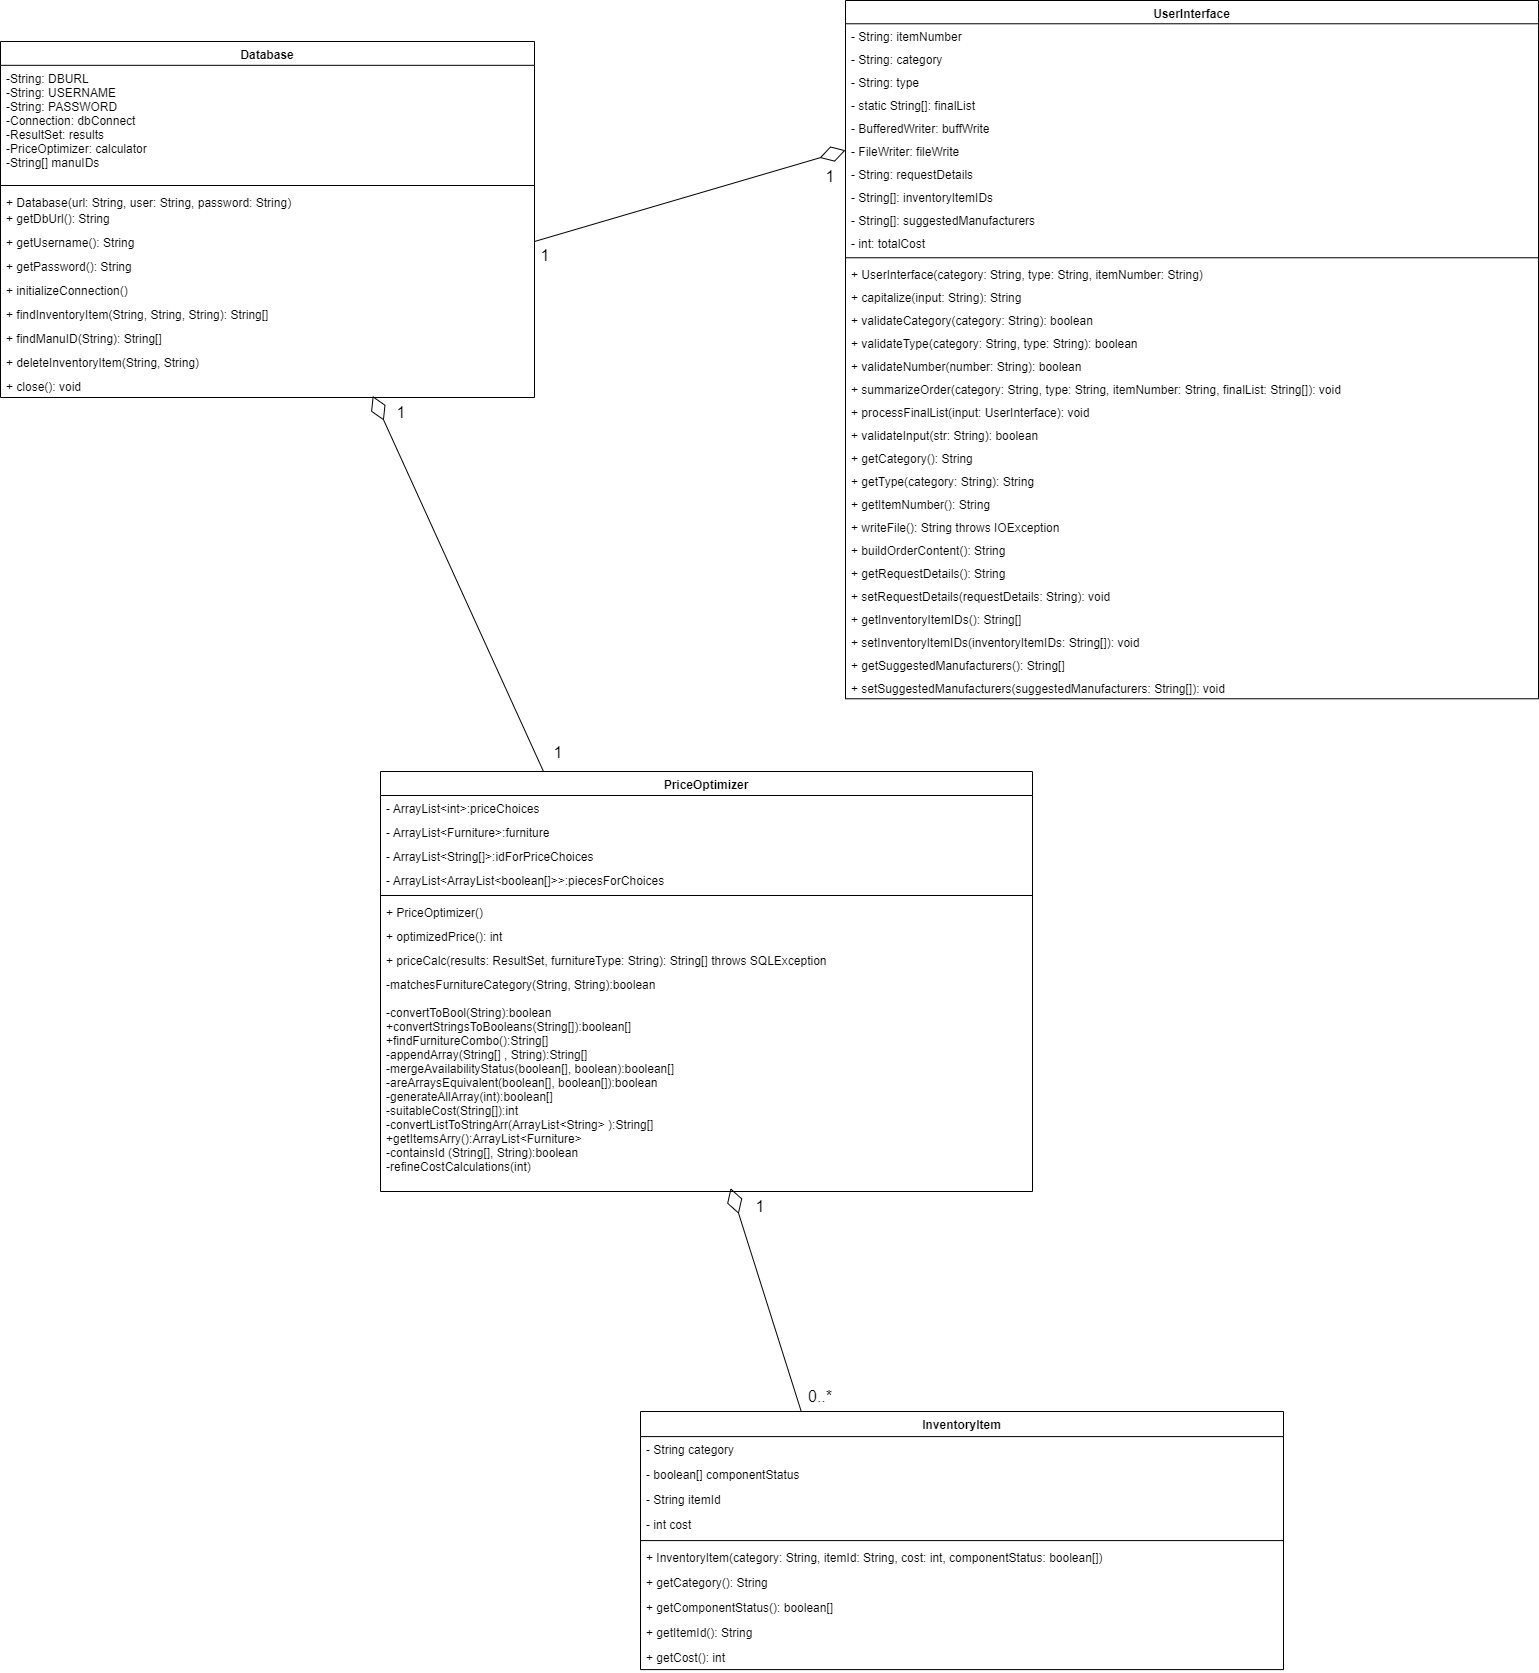 Database
-String: DBURL
-String: USERNAME
-String: PASSWORD
-Connection: dbConnect
-ResultSet: results
-PriceOptimizer: calculator
-String[] manuIDs
+ Database(url: String, user: String, password: String)
+ getDbUrl(): String
+ getUsername(): String
+ getPassword(): String
+ initializeConnection()
+ findInventoryItem(String, String, String): String[]
+ findManuID(String): String[]
+ deleteInventoryItem(String, String)
+ close(): void
1
1
UserInterface
- String: itemNumber
- String: category
- String: type
- static String[]: finalList
- BufferedWriter: buffWrite
- FileWriter: fileWrite
- String: requestDetails
- String[]: inventoryItemIDs
- String[]: suggestedManufacturers
- int: totalCost
+ UserInterface(category: String, type: String, itemNumber: String)
+ capitalize(input: String): String
+ validateCategory(category: String): boolean
+ validateType(category: String, type: String): boolean
+ validateNumber(number: String): boolean
+ summarizeOrder(category: String, type: String, itemNumber: String, finalList: String[]): void
+ processFinalList(input: UserInterface): void
+ validateInput(str: String): boolean
+ getCategory(): String
+ getType(category: String): String
+ getItemNumber(): String
+ writeFile(): String throws IOException
+ buildOrderContent(): String
+ getRequestDetails(): String
+ setRequestDetails(requestDetails: String): void
+ getInventoryItemIDs(): String[]
+ setInventoryItemIDs(inventoryItemIDs: String[]): void
+ getSuggestedManufacturers(): String[]
+ setSuggestedManufacturers(suggestedManufacturers: String[]): void
1
1
PriceOptimizer
- ArrayList<int>:priceChoices
- ArrayList<Furniture>:furniture
- ArrayList<String[]>:idForPriceChoices
- ArrayList<ArrayList<boolean[]>>:piecesForChoices
+ PriceOptimizer()
+ optimizedPrice(): int
+ priceCalc(results: ResultSet, furnitureType: String): String[] throws SQLException
-matchesFurnitureCategory(String, String):boolean
-convertToBool(String):boolean
+convertStringsToBooleans(String[]):boolean[]
+findFurnitureCombo():String[]
-appendArray(String[] , String):String[]
-mergeAvailabilityStatus(boolean[], boolean):boolean[]
-areArraysEquivalent(boolean[], boolean[]):boolean
-generateAllArray(int):boolean[]
-suitableCost(String[]):int
-convertListToStringArr(ArrayList<String> ):String[]
+getItemsArry():ArrayList<Furniture>
-containsId (String[], String):boolean
-refineCostCalculations(int)
1
0..*
InventoryItem
- String category
- boolean[] componentStatus
- String itemId
- int cost
+ InventoryItem(category: String, itemId: String, cost: int, componentStatus: boolean[])
+ getCategory(): String
+ getComponentStatus(): boolean[]
+ getItemId(): String
+ getCost(): int